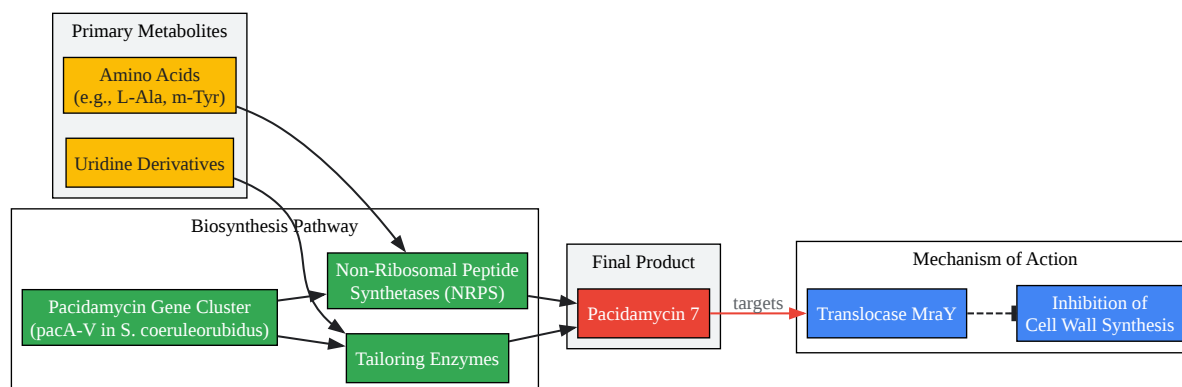 Primary Metabolites
Amino Acids
(e.g., L-Ala, m-Tyr)
Uridine Derivatives
Biosynthesis Pathway
Non-Ribosomal Peptide
Synthetases (NRPS)
Pacidamycin Gene Cluster
(pacA-V in S. coeruleorubidus)
Tailoring Enzymes
Final Product
Pacidamycin 7
targets
Mechanism of Action
Translocase MraY
Inhibition of
Cell Wall Synthesis